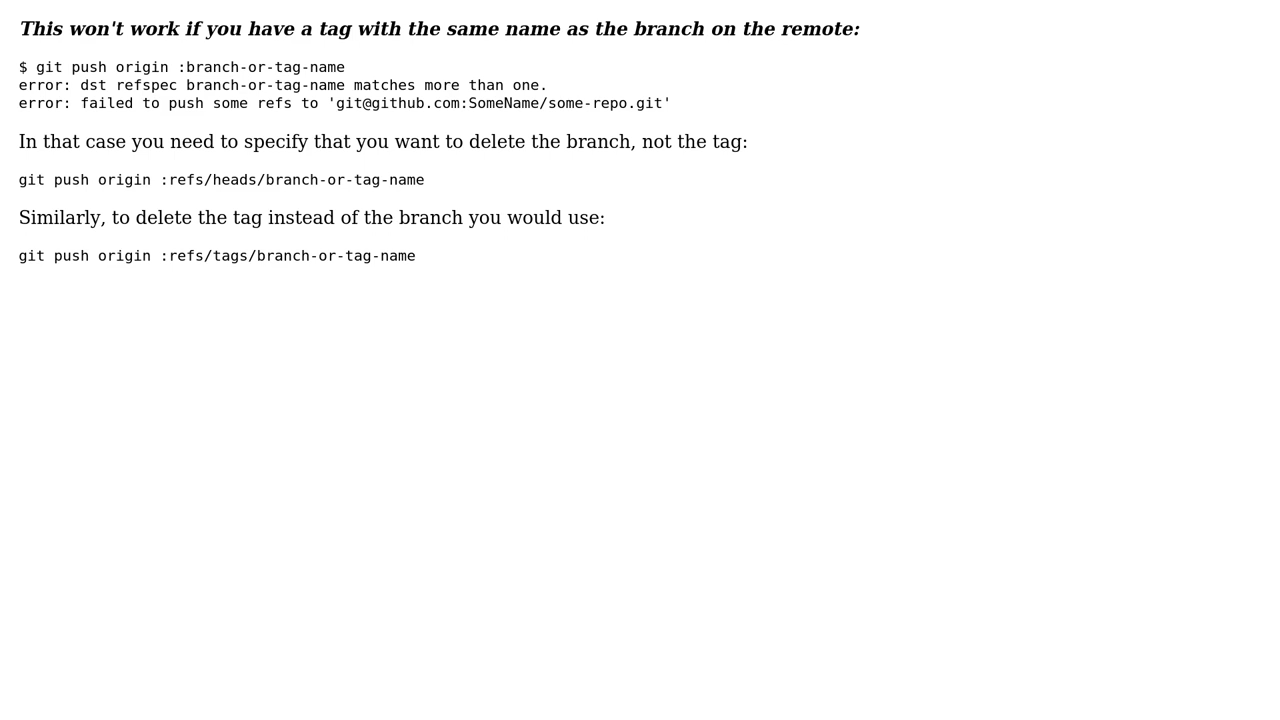 This won't work if you have a tag with the same name as the branch on the remote:
$ git push origin :branch-or-tag-name
error: dst refspec branch-or-tag-name matches more than one.
error: failed to push some refs to 'git@github.com:SomeName/some-repo.git'
In that case you need to specify that you want to delete the branch, not the tag:
git push origin :refs/heads/branch-or-tag-name
Similarly, to delete the tag instead of the branch you would use:
git push origin :refs/tags/branch-or-tag-name